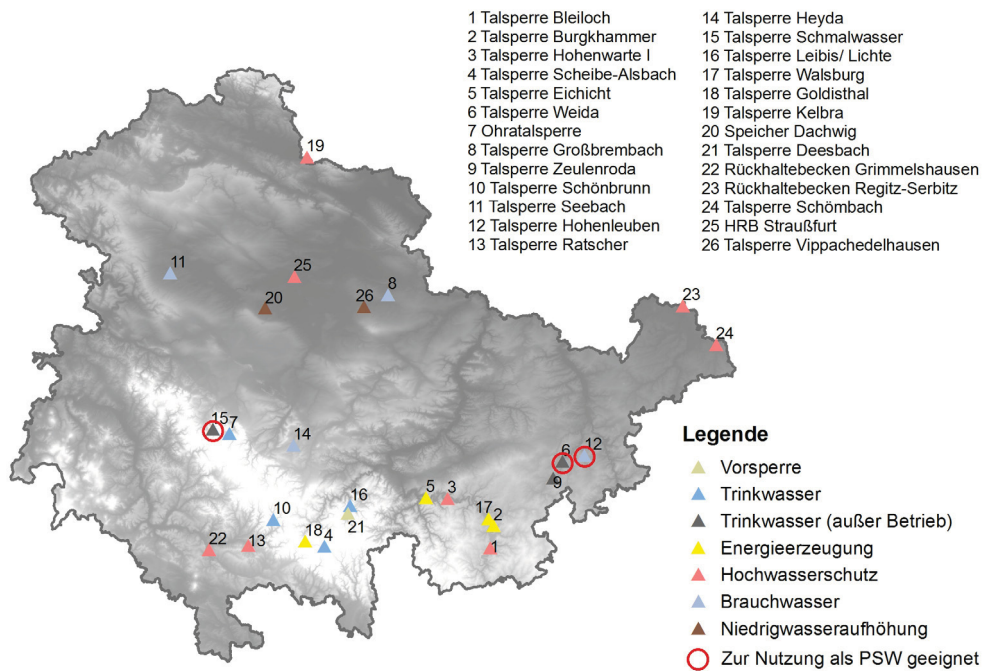 1 Talsperre Bleiloch
2 Talsperre Burgkhammer
3 Talsperre Hohenwarte I
4 Talsperre Scheibe-Alsbach
5 Talsperre Eichicht
6 Talsperre Weida
7 Ohratalsperre
8 Talsperre Großbrembach
9 Talsperre Zeulenroda
10 Talsperre Schönbrunn
11 Talsperre Seebach
12 Talsperre Hohenleuben
13 Talsperre Ratscher
14 Talsperre Heyda
15 Talsperre Schmalwasser
16 Talsperre Leibis/ Lichte
17 Talsperre Walsburg
18 Talsperre Goldisthal
19 Talsperre Kelbra
20 Speicher Dachwig
21 Talsperre Deesbach
22 Rückhaltebecken Grimmelshausen
23 Rückhaltebecken Regitz-Serbitz
24 Talsperre Schömbach
25 HRB Straußfurt
26 Talsperre Vippachedelhausen
19
11
25
8
20
26
23
24
15
7
14
6
12
9
5
3
16
17
2
10
21
18
4
22
13
1
Legende
Vorsperre
Trinkwasser
Trinkwasser (außer Betrieb)
Energieerzeugung
Hochwasserschutz
Brauchwasser
Niedrigwasseraufhöhung
Zur Nutzung als PSW geeignet